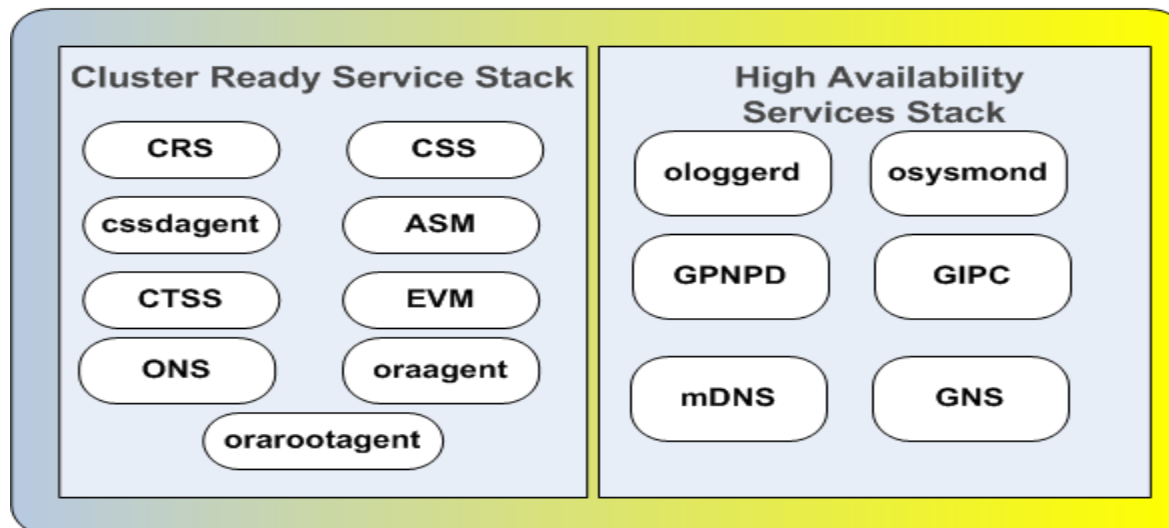 Cluster Ready Service Stack
CRS
CSS
cssdagent
ASM
CTSS
EVM
ONS
oraagent
orarootagent
High Availability
Services Stack
ologgerd
osysmond
GPNPD
GIPC
mDNS
GNS